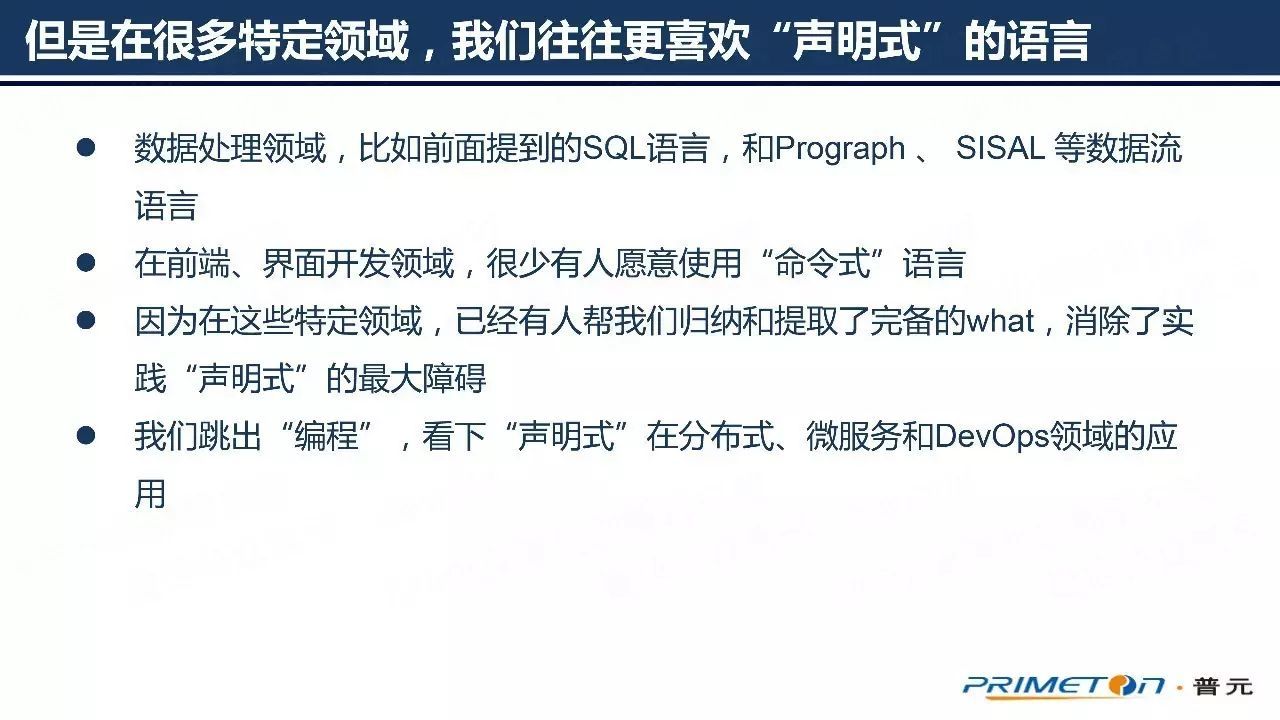 但是在很多特定领域，我们往往更喜欢“声明式”的语言
数据处理领域，比如前面提到的SQL语言，和Prograph 、 SISAL 等数据流
语言
在前端、界面开发领域，很少有人愿意使用“命令式”语言
因为在这些特定领域，已经有人帮我们归纳和提取了完备的what，消除了实
践“声明式”的最大障碍
我们跳出“编程”，看下“声明式”在分布式、微服务和DevOps领域的应
用
PRIMETON · 普元